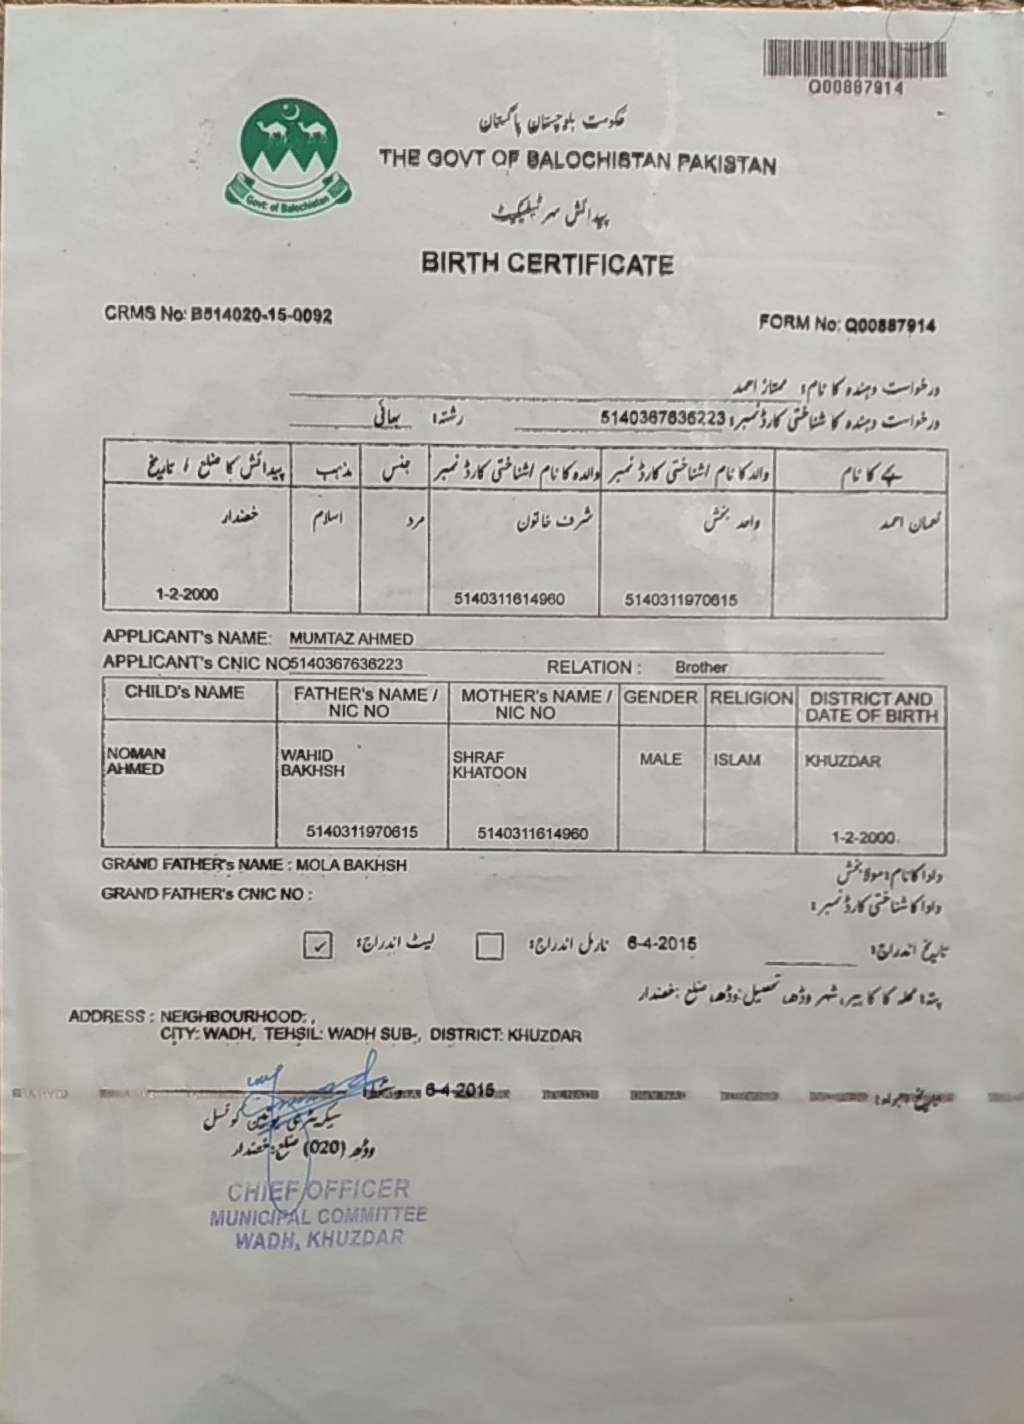 Q00887914
حکومت بلوچستان پاکستان
THE GOVT OF BALOCHISTAN PAKISTAN
Govt: of Balochistan
پیدائش سرٹیفیکیٹ
BIRTH CERTIFICATE
CRMS No: B514020-15-0092
FORM No: Q00887914
درخواست دہندہ کا نام: ممتاز احمد
درخواست دہندہ کا شناختی کارڈ نمبر: 5140367636223 رشتہ: بھائی
بچے کا نام والد کا نام / شناختی کارڈ نمبر والدہ کا نام / شناختی کارڈ نمبر جنس مذہب پیدائش کا ضلع / تاریخ
نعمان احمد واحد بخش شرف خاتون مرد اسلام خضدار
5140311970615 5140311614960 1-2-2000
APPLICANT's NAME: MUMTAZ AHMED
APPLICANT's CNIC NO 5140367636223 RELATION : Brother
CHILD's NAME FATHER's NAME / NIC NO MOTHER's NAME / NIC NO GENDER RELIGION DISTRICT AND DATE OF BIRTH
NOMAN AHMED WAHID BAKHSH SHRAF KHATOON MALE ISLAM KHUZDAR
5140311970615 5140311614960 1-2-2000
GRAND FATHER's NAME : MOLA BAKHSH
دادا کا نام: مولا بخش
GRAND FATHER's CNIC NO :
دادا کا شناختی کارڈ نمبر:
تاریخ اندراج: 6-4-2015 نارمل اندراج: لیٹ اندراج:
پتہ: محلہ کا کا بیر، شہر وڈھ، تحصیل: وڈھ، ضلع: خضدار
ADDRESS : NEIGHBOURHOOD: ,
CITY: WADH, TEHSIL: WADH SUB-, DISTRICT: KHUZDAR
6-4-2015
سیکریٹری یونین کونسل
وڈھ (020) ضلع: خضدار
CHIEF OFFICER
MUNICIPAL COMMITTEE
WADH, KHUZDAR